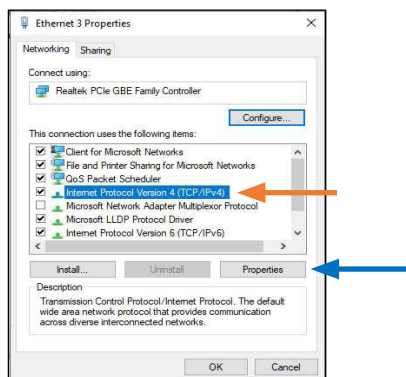 Ethernet 3 Properties
Networking Sharing
Connect using:
Realtek PCIe GBE Family Controller
Configure...
This connection uses the following items:
Client for Microsoft Networks
File and Printer Sharing for Microsoft Networks
QoS Packet Scheduler
Internet Protocol Version 4 (TCP/IPv4)
Microsoft Network Adapter Multiplexor Protocol
Microsoft LLDP Protocol Driver
Internet Protocol Version 6 (TCP/IPv6)
Install... Uninstall Properties
Description
Transmission Control Protocol/Internet Protocol. The default
wide area network protocol that provides communication
across diverse interconnected networks.
OK Cancel